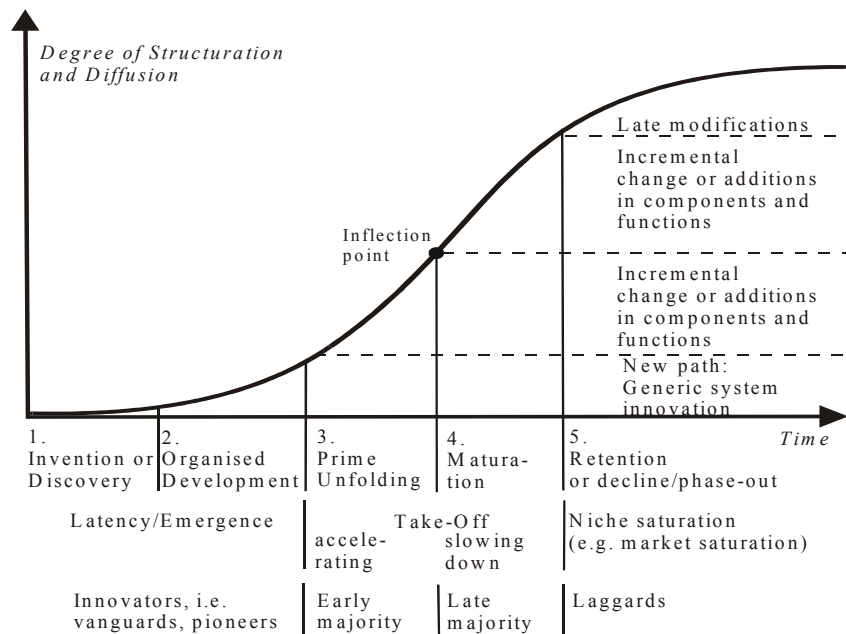 Degree of Structuration
and Diffusion
Late modifications
Incremental
change or additions
in components and
functions
Inflection
point
Incremental
change or additions
in components and
functions
New path:
Generic system
innovation
Time
1.
Invention or
Discovery
2.
Organised
Development
3.
Prime
Unfolding
4.
Matura-
tion
5.
Retention
or decline/phase-out
Latency/Emergence
Take-Off
accele-
rating
slowing
down
Niche saturation
(e.g. market saturation)
Innovators, i.e.
vanguards, pioneers
Early
majority
Late
majority
Laggards